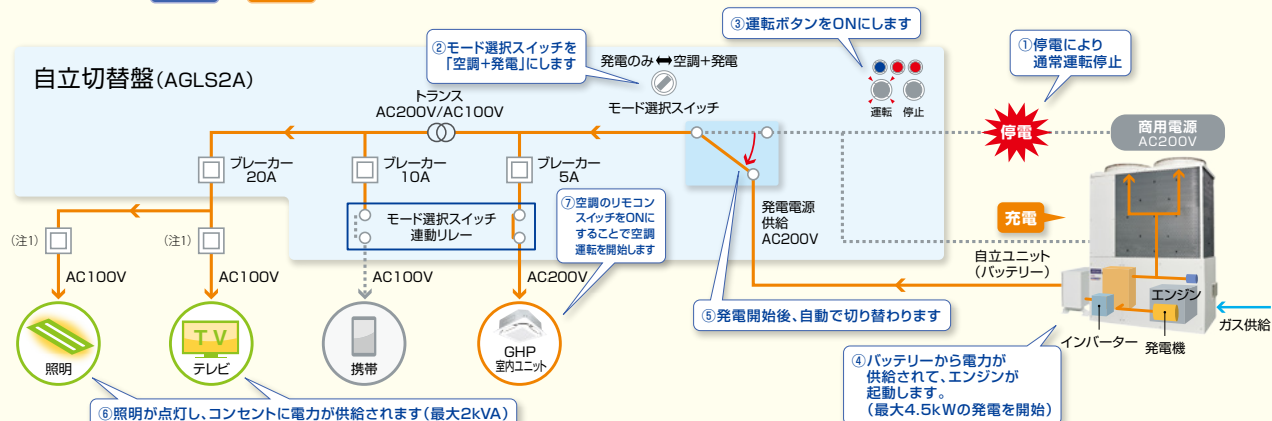 自立切替盤(AGLS2A)
②モード選択スイッチを
「空調+発電」にします
発電のみ⬌空調+発電
モード選択スイッチ
③運転ボタンをONにします
運転 停止
①停電により
通常運転停止
停電
商用電源
AC200V
トランス
AC200V/AC100V
ブレーカー
20A
ブレーカー
10A
ブレーカー
5A
モード選択スイッチ
連動リレー
⑦空調のリモコン
スイッチをONに
することで空調
運転を開始します
発電電源
供給
AC200V
充電
自立ユニット
(バッテリー)
エンジン
ガス供給
インバーター
発電機
(注1)
(注1)
AC100V
AC100V
AC100V
AC200V
⑤発電開始後、自動で切り替わります
照明
TV
テレビ
携帯
GHP
室内ユニット
④バッテリーから電力が
供給されて、エンジンが
起動します。
(最大4.5kWの発電を開始)
⑥照明が点灯し、コンセントに電力が供給されます(最大2kVA)